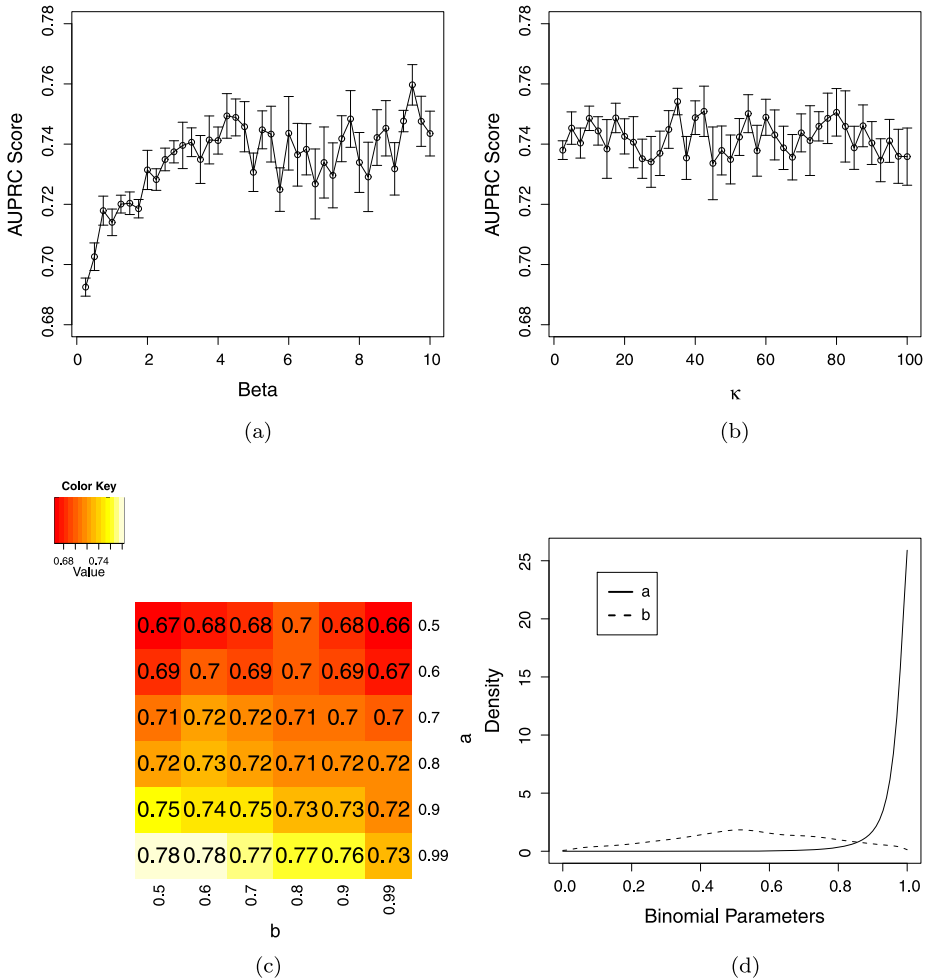 AUPRC Score
0.78
0.76
0.74
0.72
0.70
0.68
0 2 4 6 8 10
Beta
(a)
AUPRC Score
0.78
0.76
0.74
0.72
0.70
0.68
0 20 40 60 80 100
κ
(b)
Color Key
0.68 0.74
Value
0.67 0.68 0.68 0.7 0.68 0.66 0.5
0.69 0.7 0.69 0.7 0.69 0.67 0.6
0.71 0.72 0.72 0.71 0.7 0.7 0.7
0.72 0.73 0.72 0.71 0.72 0.72 0.8
0.75 0.74 0.75 0.73 0.73 0.72 0.9
0.78 0.78 0.77 0.77 0.76 0.73 0.99
a
0.5 0.6 0.7 0.8 0.9 0.99
b
(c)
Density
25
20
15
10
5
0
a
b
0.0 0.2 0.4 0.6 0.8 1.0
Binomial Parameters
(d)